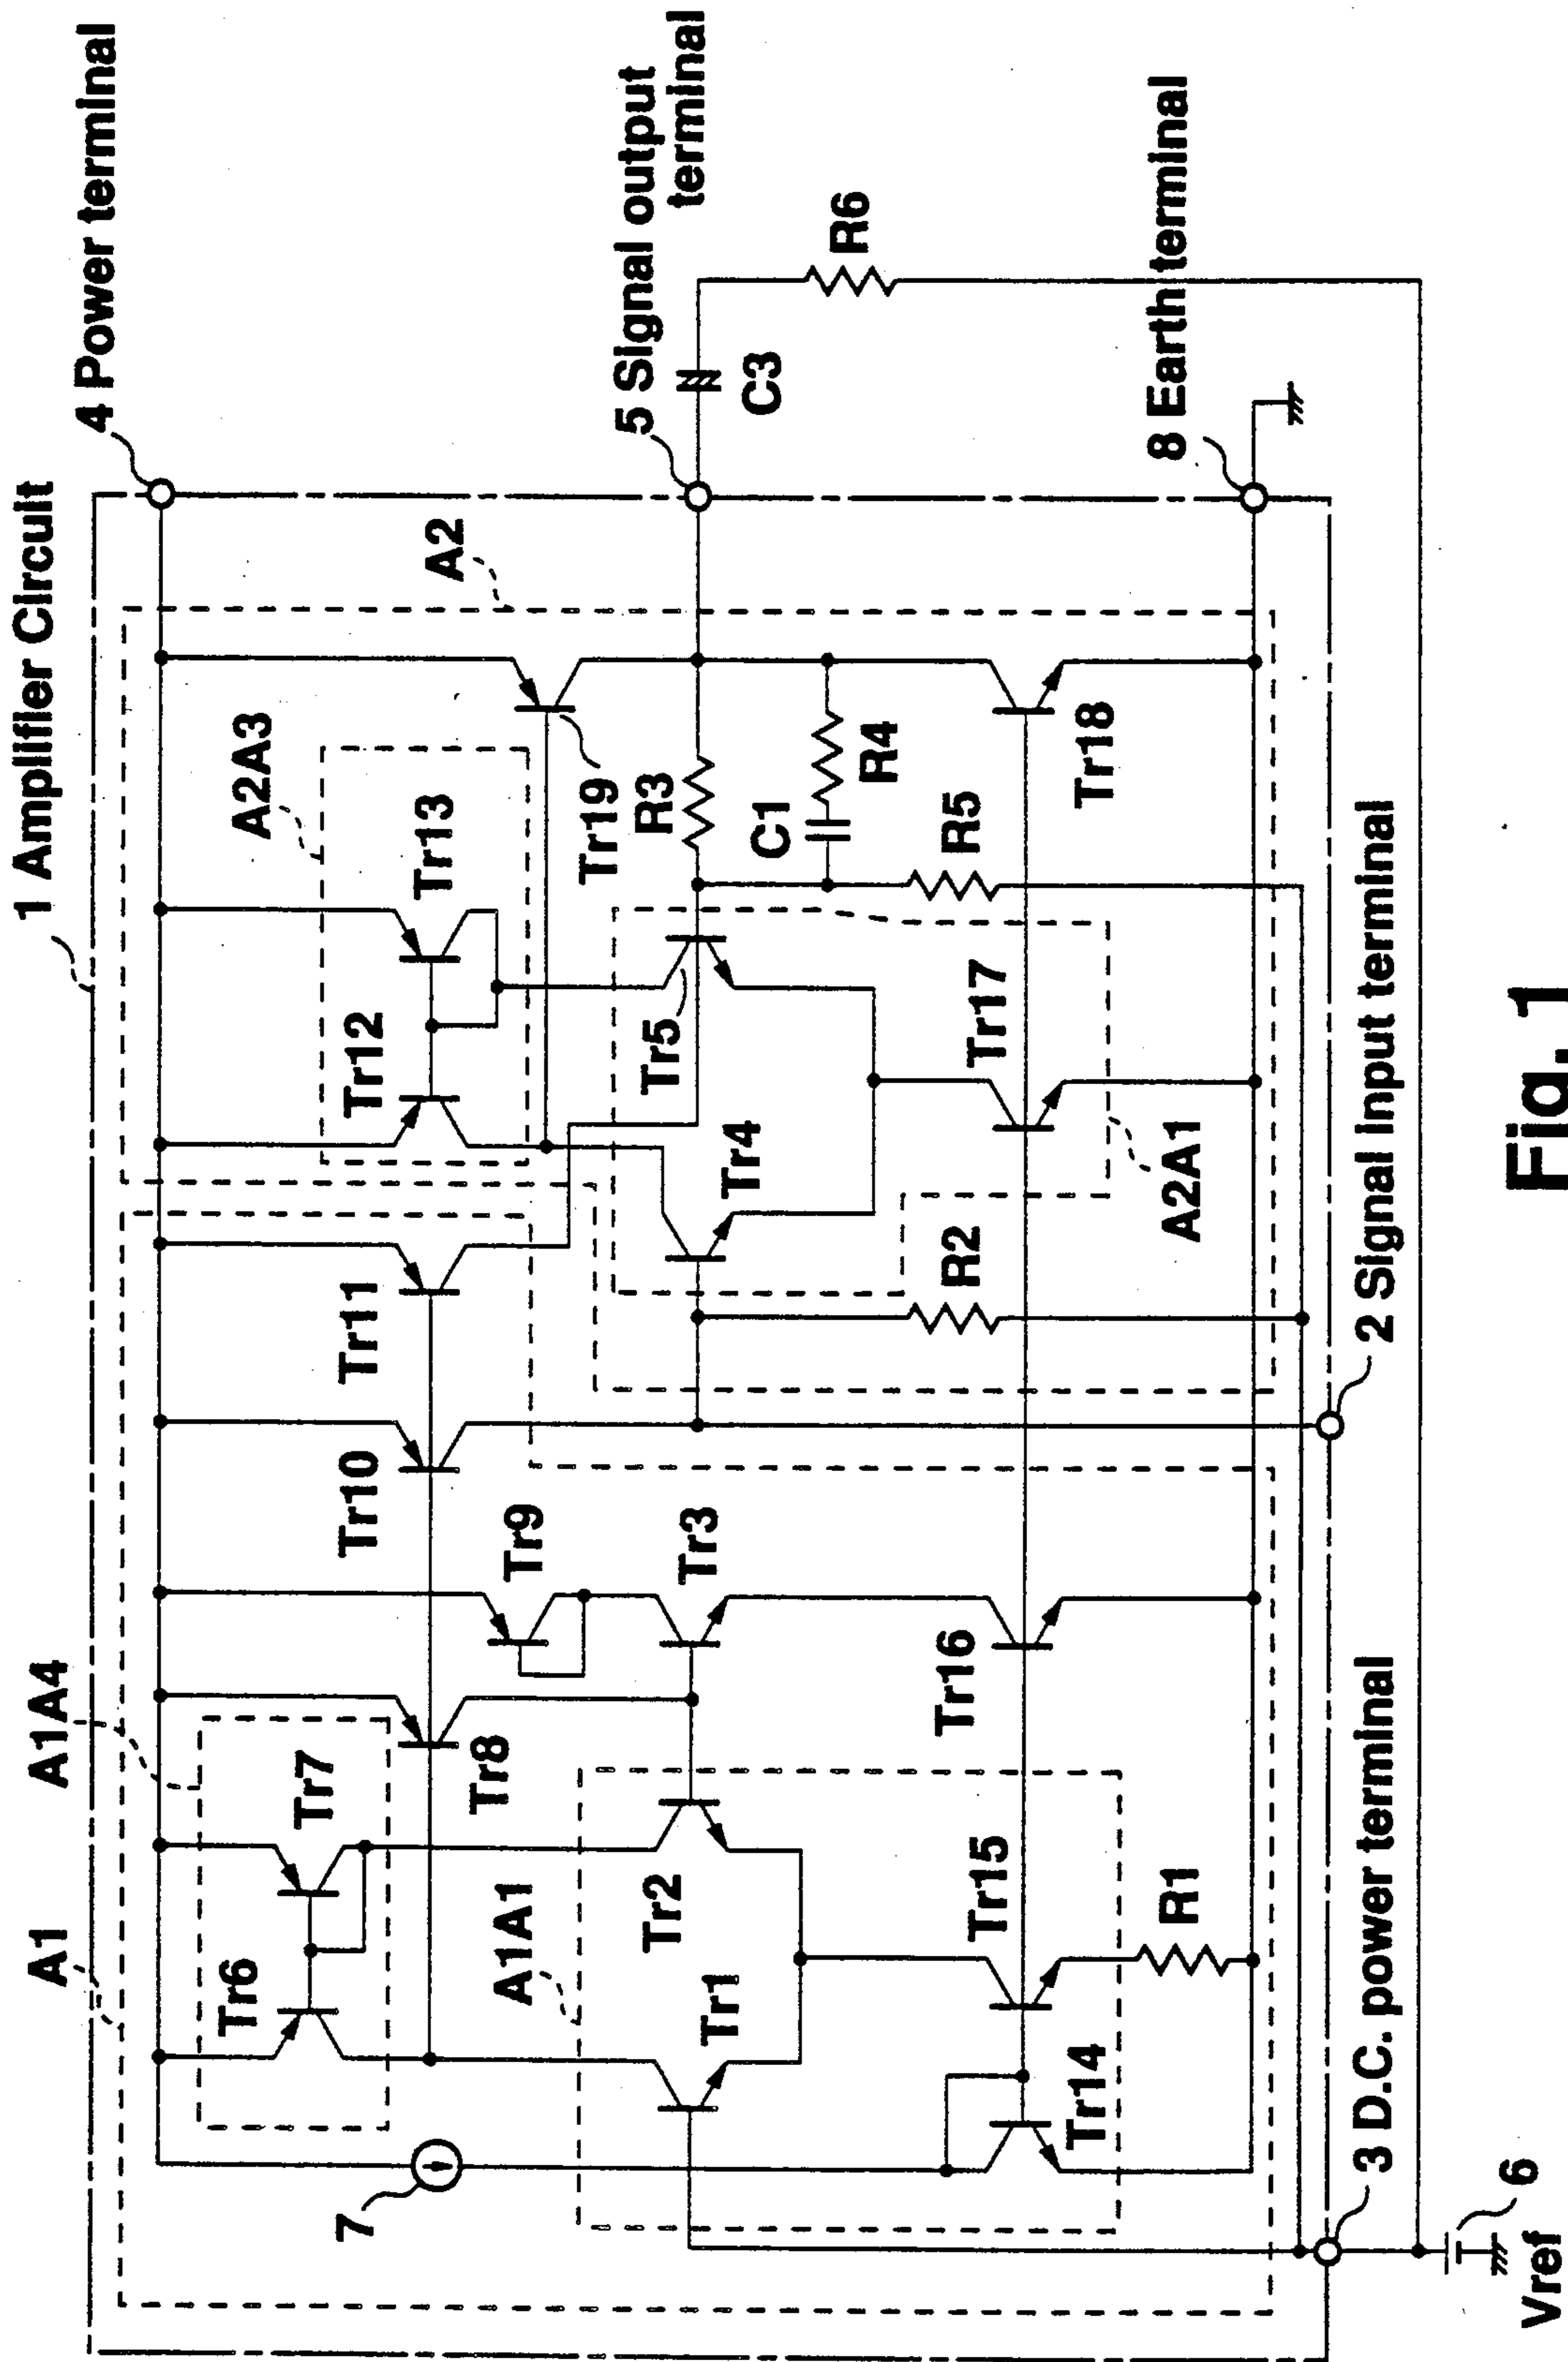 1 Amplifier Circuit
4 Power terminal
A1
A1A4
A2A3
A2
Tr6
Tr7
Tr8
Tr9
Tr10
Tr11
Tr12
Tr13
Tr19
5 Signal output
terminal
7
A1A1
Tr1
Tr2
Tr3
Tr4
Tr5
R3
C1
R4
C3
R6
Tr14
Tr15
R1
Tr16
R2
Tr17
R5
Tr18
A2A1
8 Earth terminal
3 D.C. power terminal
2 Signal Input terminal
6
Vref
Fig. 1